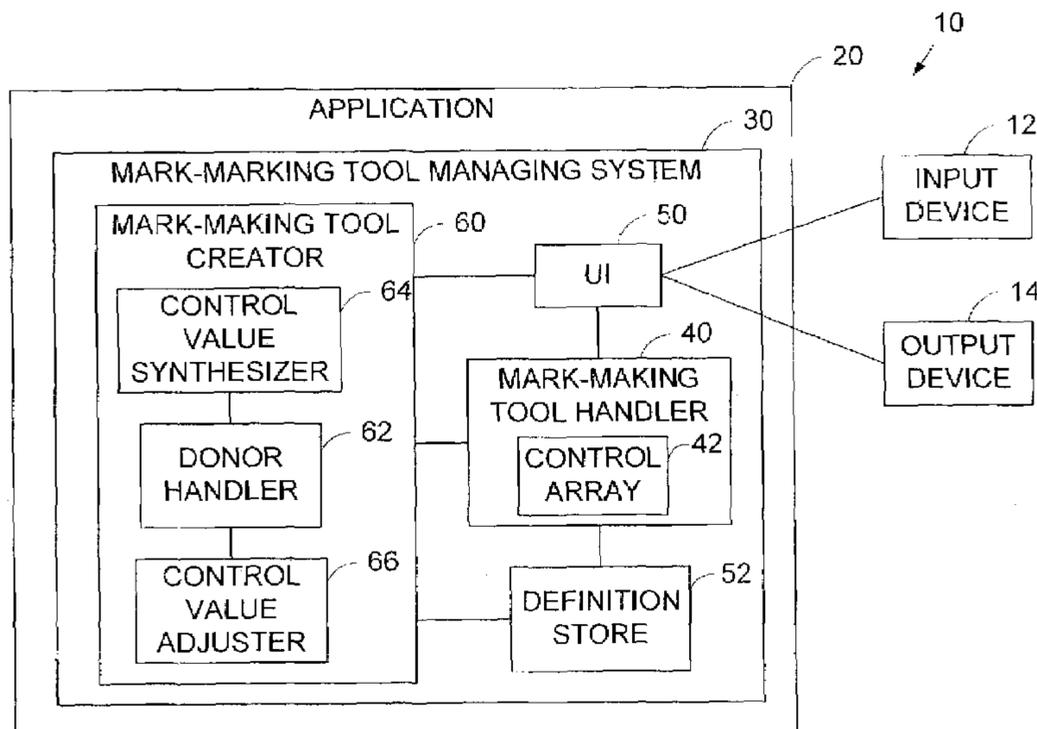 10
20
APPLICATION
30
12
MARK-MARKING TOOL MANAGING SYSTEM
INPUT
DEVICE
MARK-MAKING TOOL
CREATOR
60
50
UI
64
CONTROL
VALUE
SYNTHESIZER
14
OUTPUT
DEVICE
40
MARK-MAKING
TOOL HANDLER
42
CONTROL
ARRAY
62
DONOR
HANDLER
66
CONTROL
VALUE
ADJUSTER
52
DEFINITION
STORE